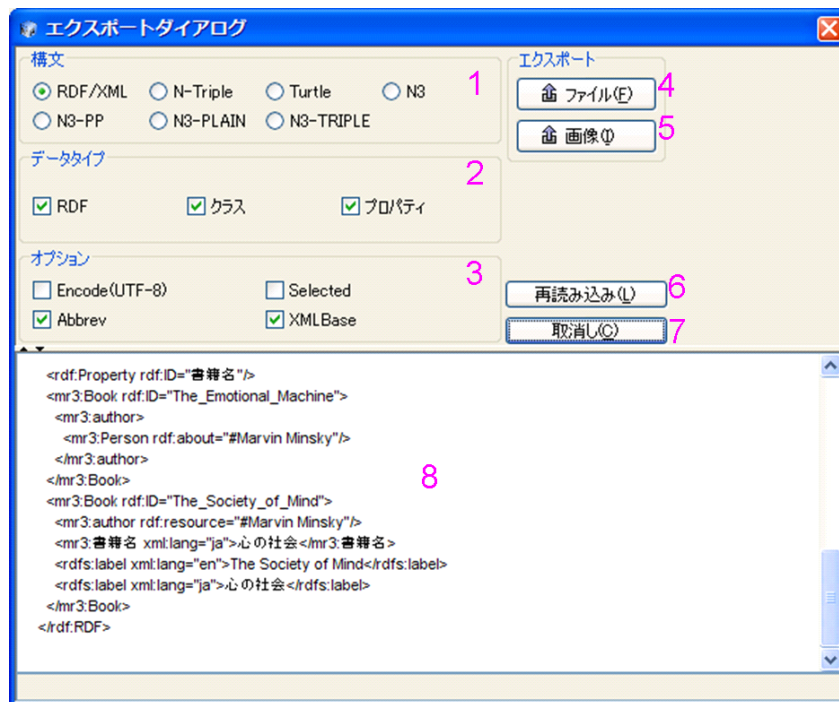 エクスポートダイアログ
構文
RDF/XML N-Triple Turtle N3 1
N3-PP N3-PLAIN N3-TRIPLE
エクスポート
ファイル(F) 4
画像(I) 5
データタイプ 2
RDF クラス プロパティ
オプション 3
Encode(UTF-8) Selected
Abbrev XMLBase
再読み込み(L) 6
取消し(C) 7
<rdf:Property rdf:ID="書籍名"/>
<mr3:Book rdf:ID="The_Emotional_Machine">
<mr3:author>
<mr3:Person rdf:about="#Marvin Minsky"/>
</mr3:author>
</mr3:Book>
8
<mr3:Book rdf:ID="The_Society_of_Mind">
<mr3:author rdf:resource="#Marvin Minsky"/>
<mr3:書籍名 xml:lang="ja">心の社会</mr3:書籍名>
<rdfs:label xml:lang="en">The Society of Mind</rdfs:label>
<rdfs:label xml:lang="ja">心の社会</rdfs:label>
</mr3:Book>
</rdf:RDF>